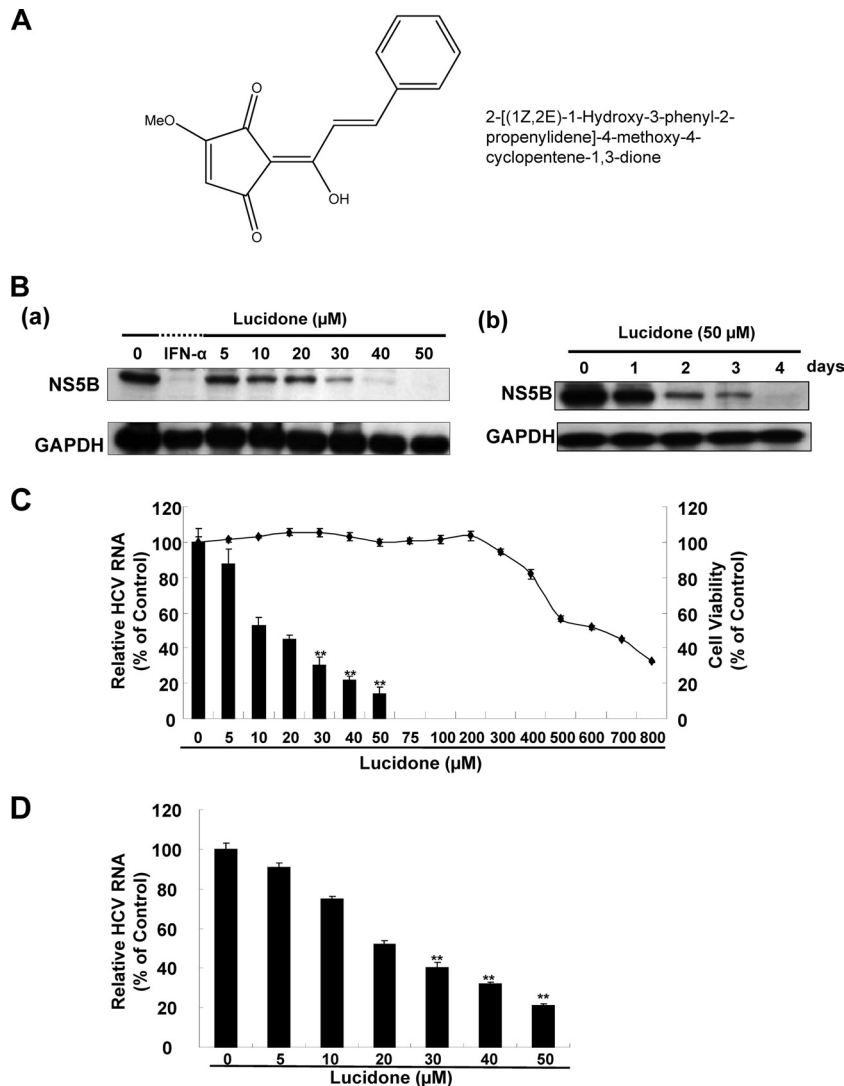 A
O
MeO
OH
O
2-[(1Z,2E)-1-Hydroxy-3-phenyl-2-
propenylidene]-4-methoxy-4-
cyclopentene-1,3-dione
B
(a)
Lucidone (µM)
0 IFN-α 5 10 20 30 40 50
NS5B
GAPDH
(b)
Lucidone (50 µM)
0 1 2 3 4 days
NS5B
GAPDH
C
Relative HCV RNA
(% of Control)
120
100
80
60
40
20
0
** ** **
120
100
80
60
40
20
0
Cell Viability
(% of Control)
0 5 10 20 30 40 50 75 100 200 300 400 500 600 700 800
Lucidone (µM)
D
Relative HCV RNA
(% of Control)
120
100
80
60
40
20
0
** ** **
0 5 10 20 30 40 50
Lucidone (µM)